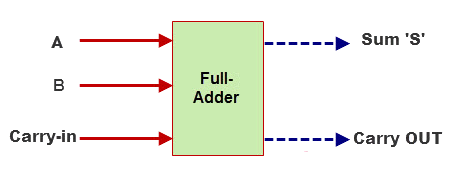 A
Sum 'S'
B
Full-
Adder
Carry-in
Carry OUT